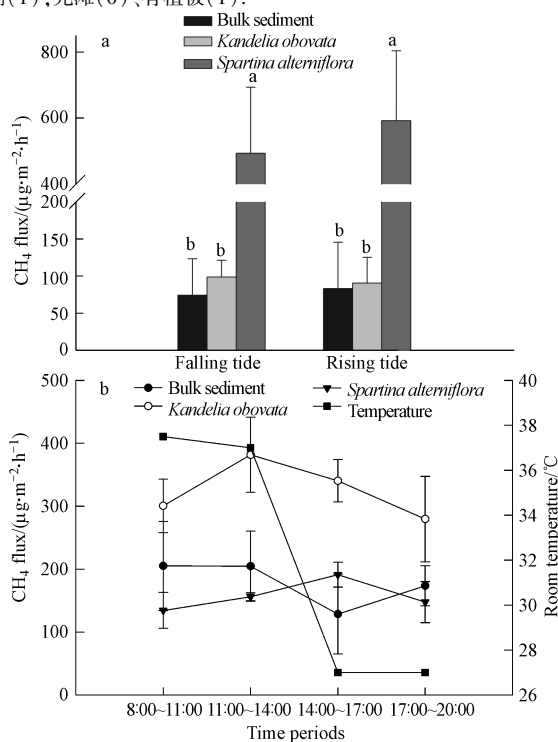 Bulk sediment
Kandelia obovata
Spartina alterniflora
a
800
600
400
200
150
100
50
0
CH4 flux/(μg·m−2·h−1)
b
b
a
b
b
a
Falling tide
Rising tide
b
Bulk sediment
Spartina alterniflora
Kandelia obovata
Temperature
500
400
300
200
100
0
CH4 flux/(μg·m−2·h−1)
40
38
36
34
32
30
28
26
Room temperature/℃
8:00~11:00 11:00~14:00 14:00~17:00 17:00~20:00
Time periods